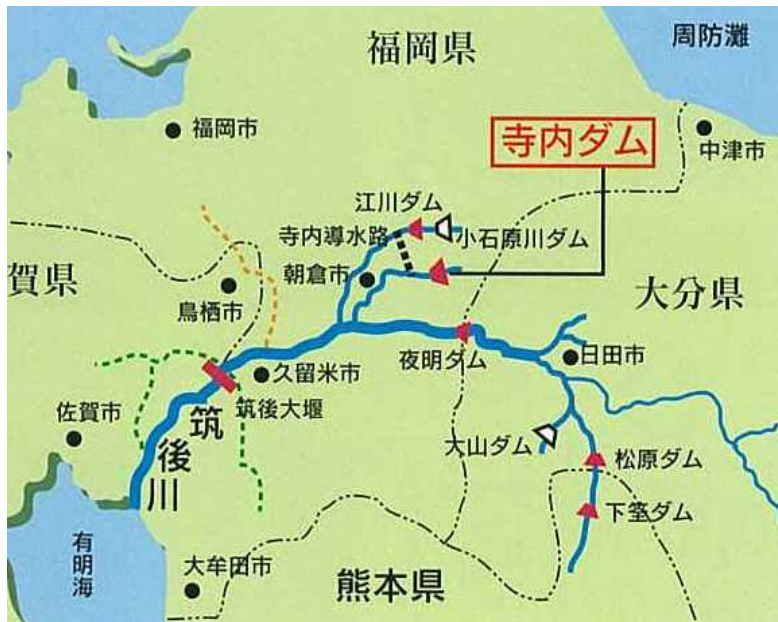 周防灘
福岡県
福岡市
寺内ダム
中津市
江川ダム
寺内導水路
小石原川ダム
朝倉市
賀県
鳥栖市
大分県
夜明ダム
日田市
久留米市
筑後大堰
佐賀市
筑後川
大山ダム
松原ダム
下筌ダム
有明海
大牟田市
熊本県